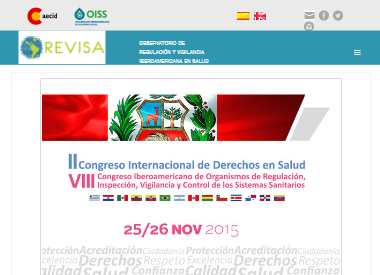 aecid
OISS
REVISA
OBSERVATORIO DE
REGULACIÓN Y VIGILANCIA
IBEROAMERICANA EN SALUD
II Congreso Internacional de Derechos en Salud
VIII Congreso Iberoamericano de Organismos de Regulación,
Inspección, Vigilancia y Control de los Sistemas Sanitarios
25/26 NOV 2015
Protección Acreditación Ciudadanía Protección Acreditación
Excelencia Derechos Respeto Excelencia Derechos Respeto
Calidad Salud Confianza Calidad Salud Confianza